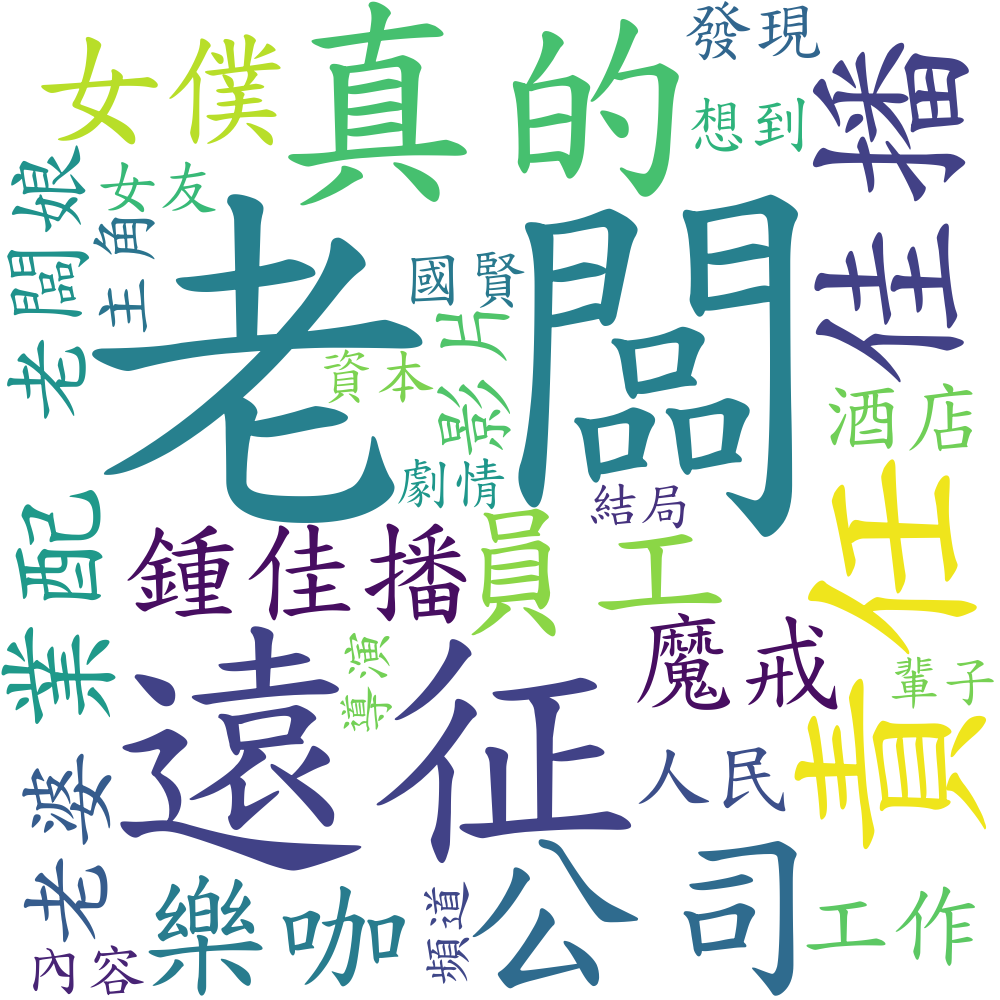 發現
真的
女僕
佳播
想到
老闆娘
女友
老闆
主角
國賢
影片
資本
酒店
責任
劇情
結局
業配
員工
鍾佳播
魔戒
遠征
導演
輩子
人民
老婆
公司
樂咖
頻道
工作
內容